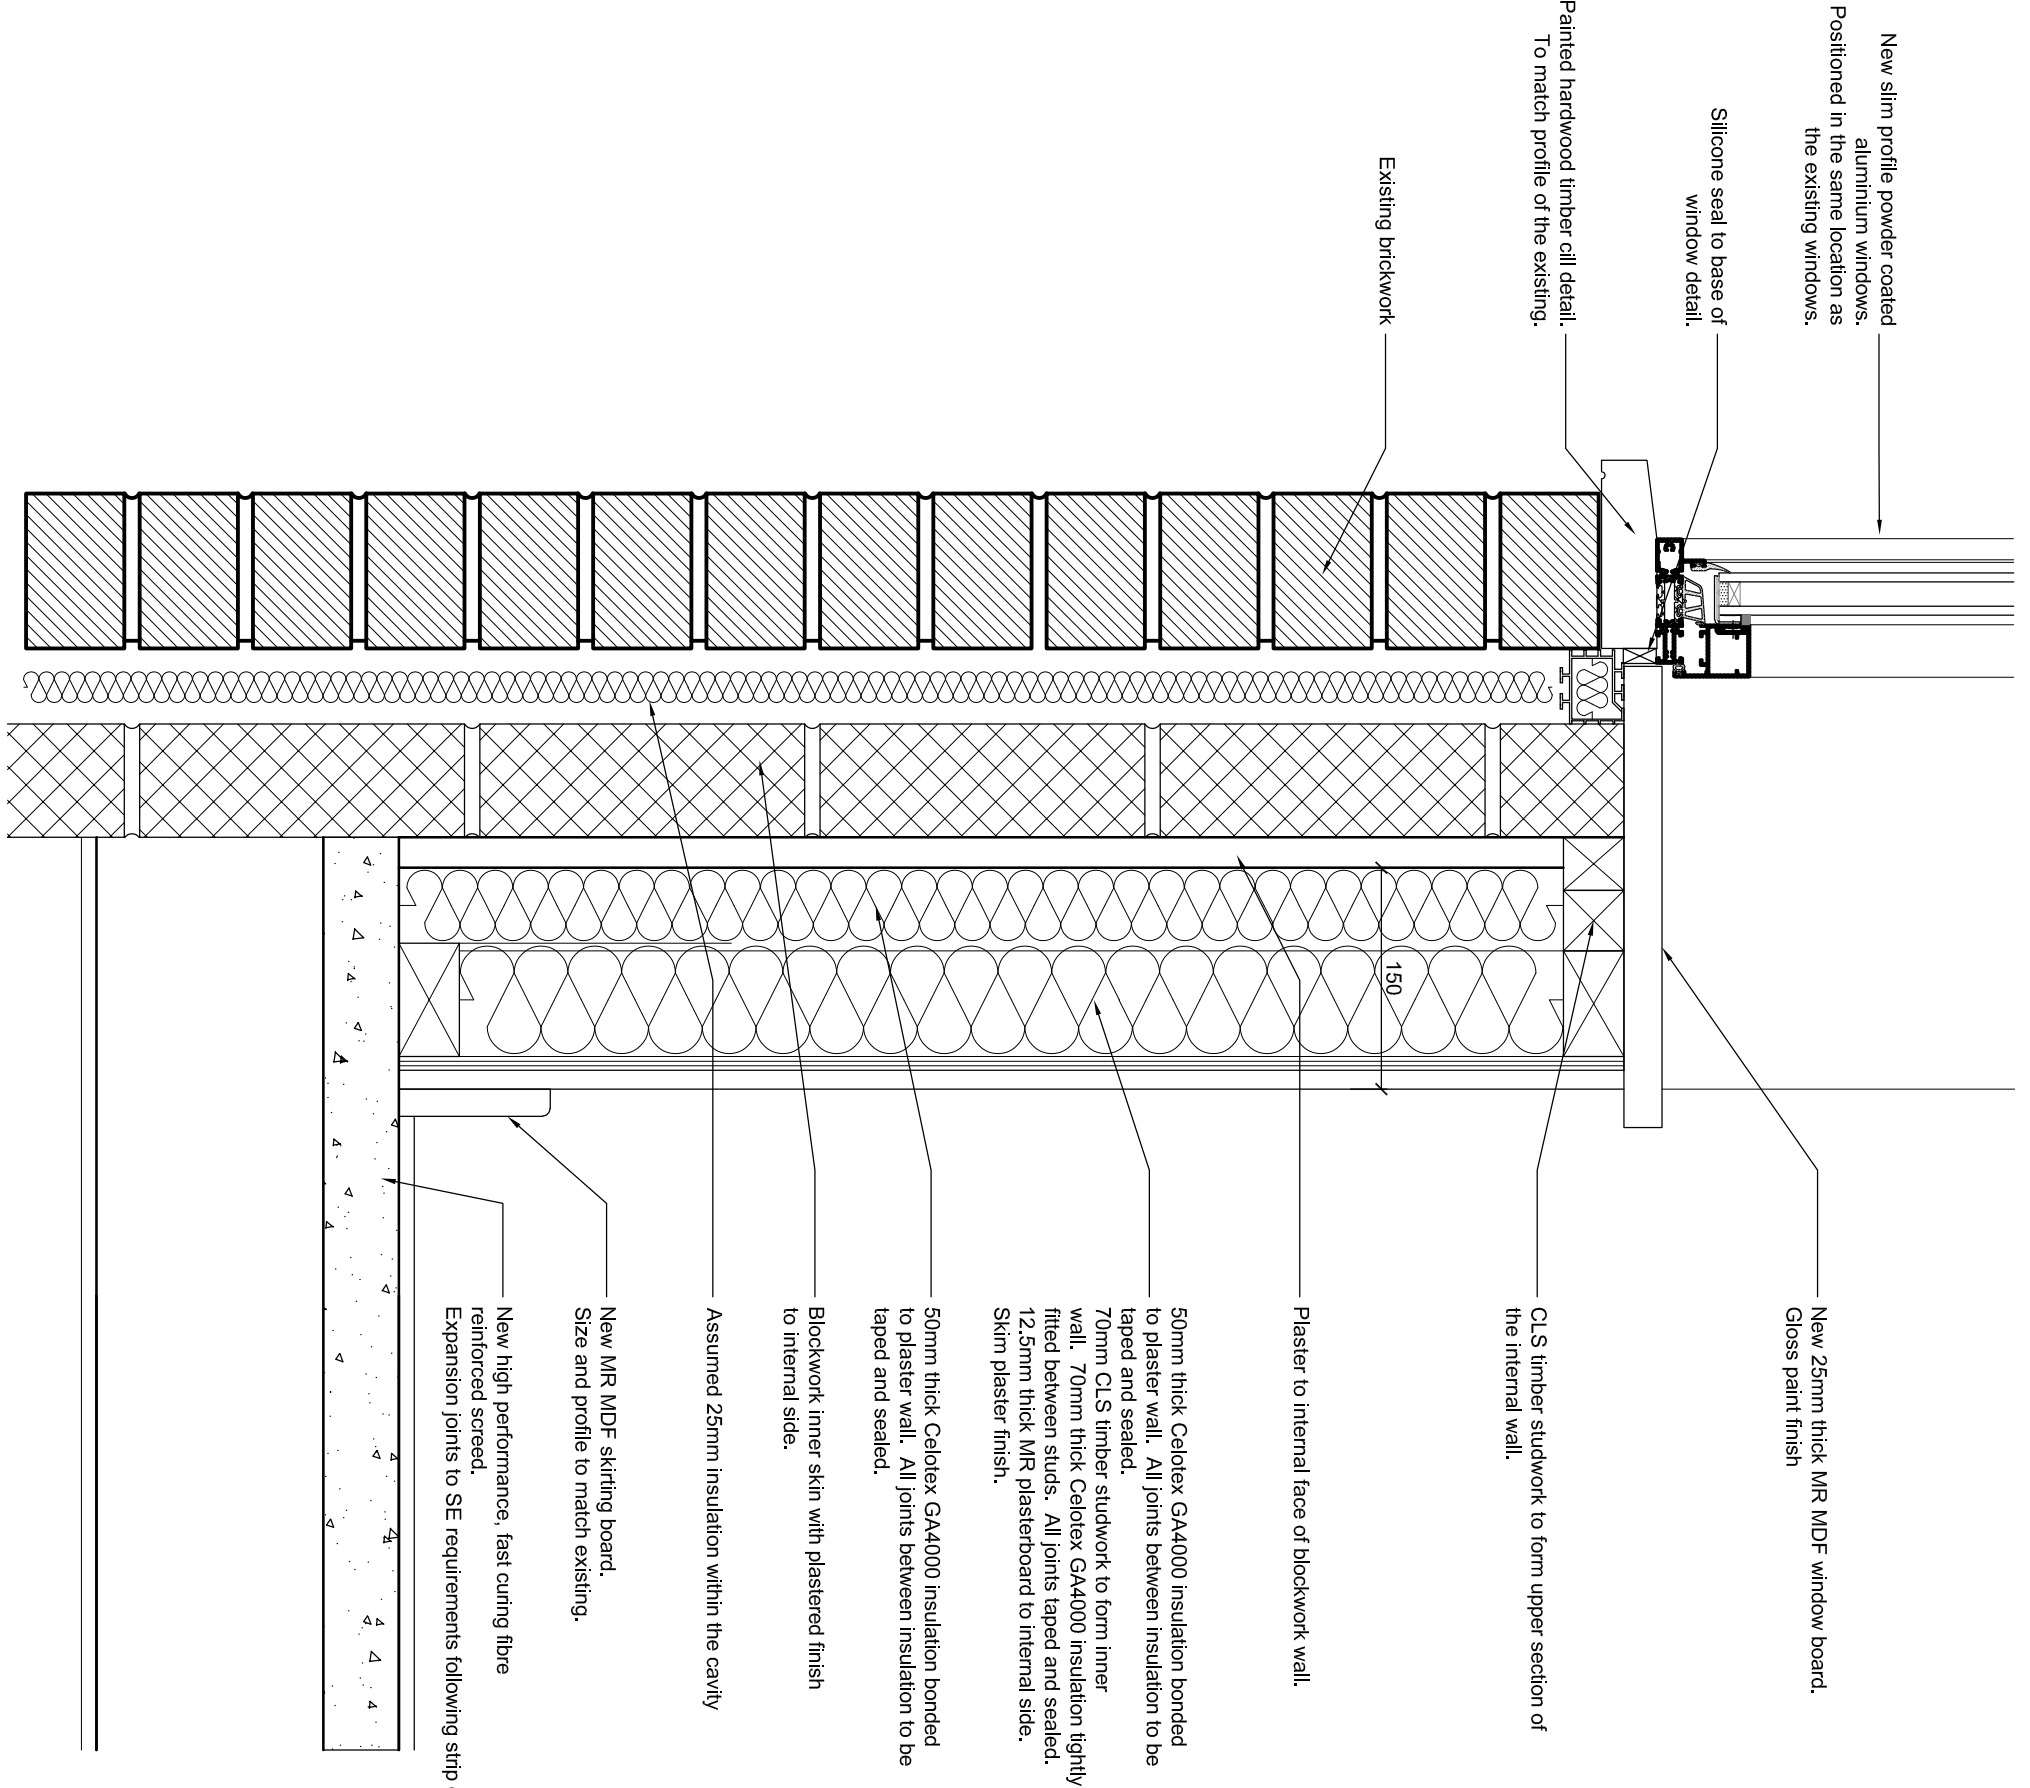 New slim profile powder coated
aluminium windows.
Positioned in the same location as
the existing windows.
Silicone seal to base of
window detail.
Painted hardwood timber cill detail.
To match profile of the existing.
Existing brickwork
New 25mm thick MR MDF window board.
Gloss paint finish
CLS timber studwork to form upper section of
the internal wall.
150
Plaster to internal face of blockwork wall.
50mm thick Celotex GA4000 insulation bonded
to plaster wall. All joints between insulation to be
taped and sealed.
70mm CLS timber studwork to form inner
wall. 70mm thick Celotex GA4000 insulation tightly
fitted between studs. All joints taped and sealed.
12.5mm thick MR plasterboard to internal side.
Skim plaster finish.
50mm thick Celotex GA4000 insulation bonded
to plaster wall. All joints between insulation to be
taped and sealed.
Blockwork inner skin with plastered finish
to internal side.
Assumed 25mm insulation within the cavity
New MR MDF skirting board.
Size and profile to match existing.
New high performance, fast curing fibre
reinforced screed.
Expansion joints to SE requirements following strip